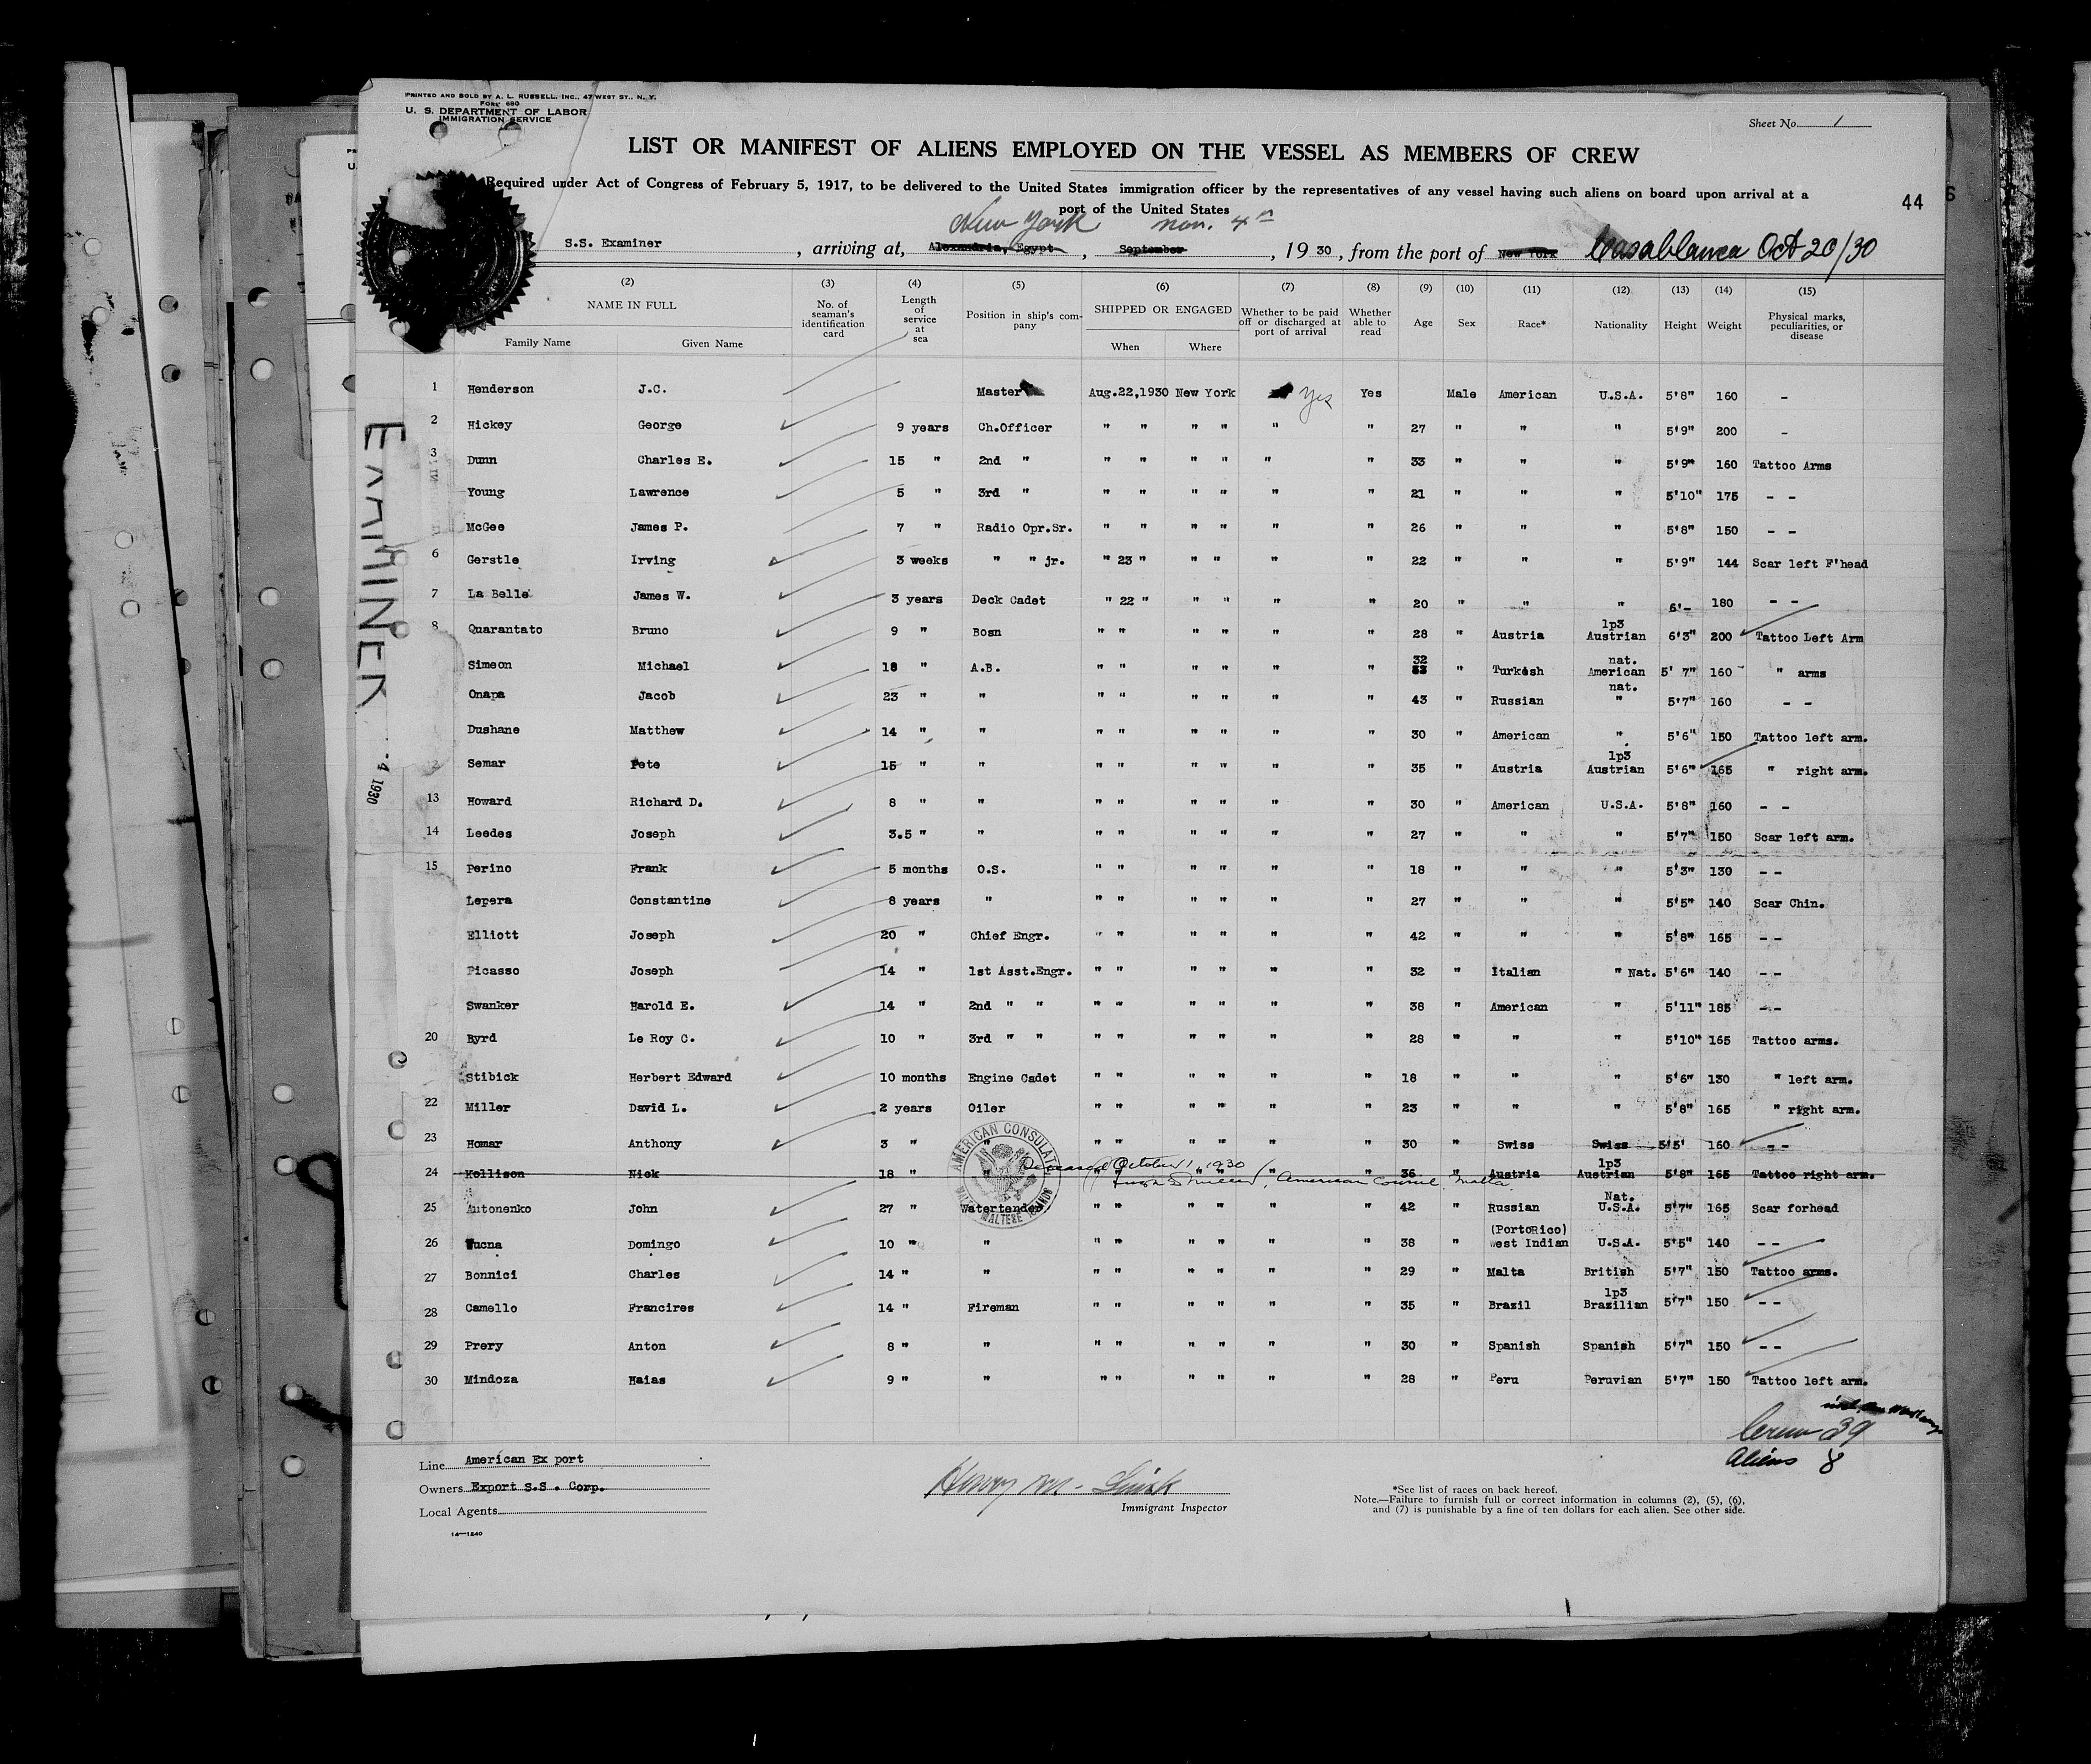 PRINTED AND SOLD BY A. L. RUSSELL, INC., 47 WEST ST., N. Y.
FORM 680
U. S. DEPARTMENT OF LABOR
IMMIGRATION SERVICE
Sheet No. 1
LIST OR MANIFEST OF ALIENS EMPLOYED ON THE VESSEL AS MEMBERS OF CREW
Required under Act of Congress of February 5, 1917, to be delivered to the United States immigration officer by the representatives of any vessel having such aliens on board upon arrival at a
port of the United States
44
New York Nov. 4th
S.S. Examiner, arriving at, Alexandria, Egypt, September, 1930, from the port of New York Casablanca Oct 20/30
(2) (3) (4) (5) (6) (7) (8) (9) (10) (11) (12) (13) (14) (15)
NAME IN FULL No. of seaman's identification card Length of service at sea Position in ship's company SHIPPED OR ENGAGED Whether to be paid off or discharged at port of arrival Whether able to read Age Sex Race* Nationality Height Weight Physical marks, peculiarities, or disease
Family Name Given Name When Where
1 Henderson J.C. Master Aug.22,1930 New York Yes Yes Male American U.S.A. 5'8" 160 -
2 Hickey George 9 years Ch.Officer " " " " " " 27 " " " 5'9" 200 -
3 Dunn Charles E. 15 " 2nd " " " " " " " 33 " " " 5'9" 160 Tattoo Arms
Young Lawrence 5 " 3rd " " " " " " " 21 " " " 5'10" 175 - -
McGee James P. 7 " Radio Opr.Sr. " " " " " " 26 " " " 5'8" 150 - -
6 Gerstle Irving 3 weeks " " jr. " 23 " " " " " 22 " " " 5'9" 144 Scar left F'head
7 La Belle James W. 3 years Deck Cadet " 22 " " " " " 20 " " " 6'- 180 - -
8 Quarantato Bruno 9 " Bosn " " " " " " 28 " Austria lp3 Austrian 6'3" 200 Tattoo Left Arm
Simeon Michael 18 " A.B. " " " " " " 32 " Turkish nat. American 5' 7" 160 " arms
Onapa Jacob 23 " " " " " " " " 43 " Russian nat. " 5'7" 160 - -
Dushane Matthew 14 " " " " " " " " 30 " American " 5'6" 150 Tattoo left arm.
Semar Pete 15 " " " " " " " " 35 " Austria lp3 Austrian 5'6" 165 " right arm.
13 Howard Richard D. 8 " " " " " " " " 30 " American U.S.A. 5'8" 160 - -
14 Leedes Joseph 3.5 " " " " " " " " 27 " " " 5'7" 150 Scar left arm.
15 Perino Frank 5 months O.S. " " " " " " 18 " " " 5'3" 130 - -
Lepera Constantine 8 years " " " " " " " 27 " " " 5'5" 140 Scar Chin.
Elliott Joseph 20 " Chief Engr. " " " " " " 42 " " " 5'8" 165 - -
Picasso Joseph 14 " 1st Asst.Engr. " " " " " " 32 " Italian " Nat. 5'6" 140 - -
Swanker Harold E. 14 " 2nd " " " " " " " " 38 " American " 5'11" 185 - -
20 Byrd Le Roy C. 10 " 3rd " " " " " " " " 28 " " " 5'10" 165 Tattoo arms.
Stibick Herbert Edward 10 months Engine Cadet " " " " " " 18 " " " 5'6" 130 " left arm.
22 Miller David L. 2 years Oiler " " " " " " 23 " " " 5'8" 165 " right arm.
23 Homar Anthony 3 " " " " " " " " 30 " Swiss Swiss 5'5' 160 - -
Deceased October 1, 1930
24 Kollison Nick 18 " " " " " " " " 36 " Austria lp3 Austrian 5'8" 165 Tattoo right arm.
American Consul, Malta
AMERICAN CONSULATE
MALTESE ISLANDS
25 Autonenko John 27 " Watertender " " " " " " 42 " Russian Nat. U.S.A. 5'7" 165 Scar forhead
26 Domingo 10 " " " " " " " " 38 " (PortoRico) West Indian U.S.A. 5'5" 140 - -
27 Bonnici Charles 14 " " " " " " " " 29 " Malta British 5'7" 150 Tattoo arms.
28 Camello Francires 14 " Fireman " " " " " " 35 " Brazil lp3 Brazilian 5'7" 150 - -
29 Prery Anton 8 " " " " " " " " 30 " Spanish Spanish 5'7" 150 - -
30 Mindoza Haias 9 " " " " " " " " 28 " Peru Peruvian 5'7" 150 Tattoo left arm.
EXAMINER
4 1930
Crew 39
Aliens 8
Line American Ex port
Owners Export S.S. Corp.
Local Agents
14—1240
Immigrant Inspector
*See list of races on back hereof.
Note.—Failure to furnish full or correct information in columns (2), (5), (6),
and (7) is punishable by a fine of ten dollars for each alien. See other side.